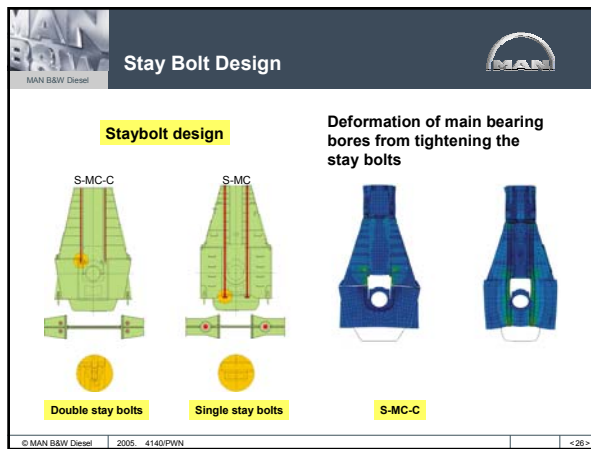 MAN B&W Diesel
Stay Bolt Design
MAN
Staybolt design
S-MC-C
S-MC
Double stay bolts
Single stay bolts
Deformation of main bearing
bores from tightening the
stay bolts
S-MC-C
© MAN B&W Diesel
2005. 4140/PWN
<26>